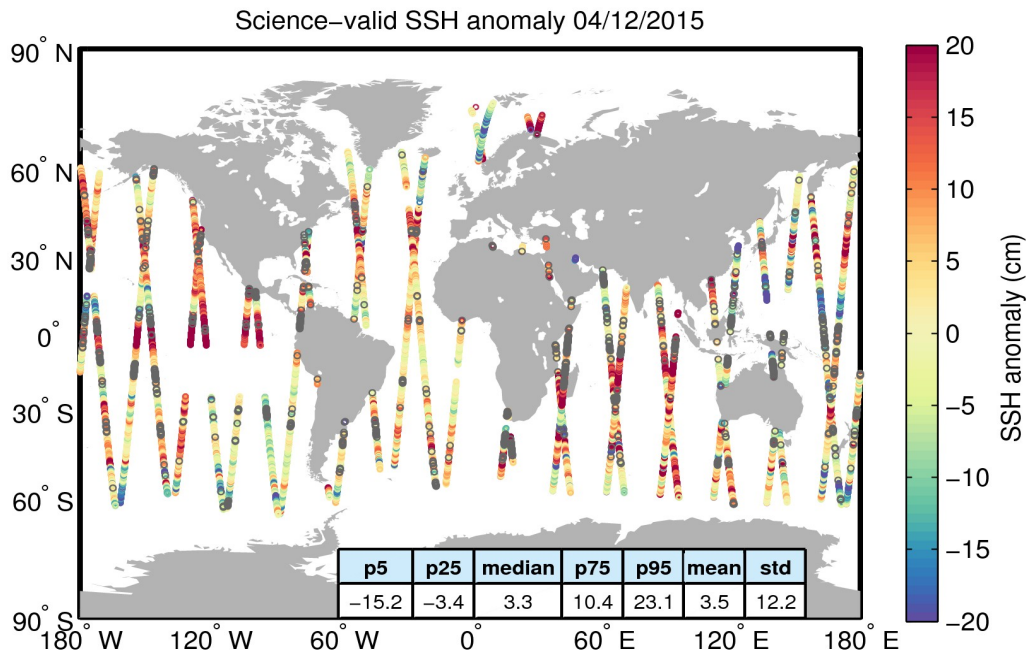 Science−valid SSH anomaly 04/12/2015
90° N
60° N
30° N
0°
30° S
60° S
90° S
180° W
120° W
60° W
0°
60° E
120° E
180° E
p5 p25 median p75 p95 mean std
−15.2 −3.4 3.3 10.4 23.1 3.5 12.2
20
15
10
5
0
−5
−10
−15
−20
SSH anomaly (cm)